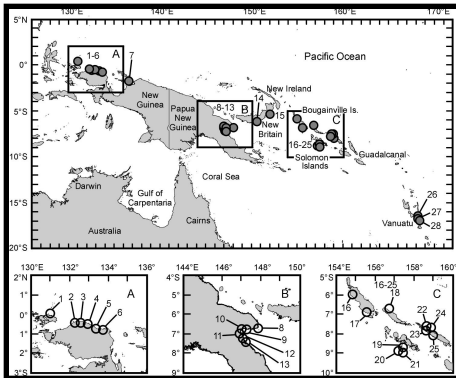 130°E 140°E 150°E 160°E 170°E
5°N
0°
5°S
10°S
15°S
20°S
1-6
A
7
Pacific Ocean
New
Guinea
Papua
New
Guinea
8-13
B
14
New Ireland
15
New
Britain
Bougainville Is.
C
16-25
Solomon
Islands
Guadalcanal
Coral Sea
Darwin
Gulf of
Carpentaria
Cairns
Australia
Vanuatu
26
27
28
130°E 132° 134° 136°
2°N
1°
0°
1°
2°
3°S
A
1
2
3
4
5
6
144°E 146° 148° 150°E
4°S
5°
6°
7°
8°
9°S
B
8
9
10
11
12
13
154°E 156° 158° 160°E
5°S
6°
7°
8°
9°
10°S
C
16-25
16
17
18
19
20
21
22
23
24
25